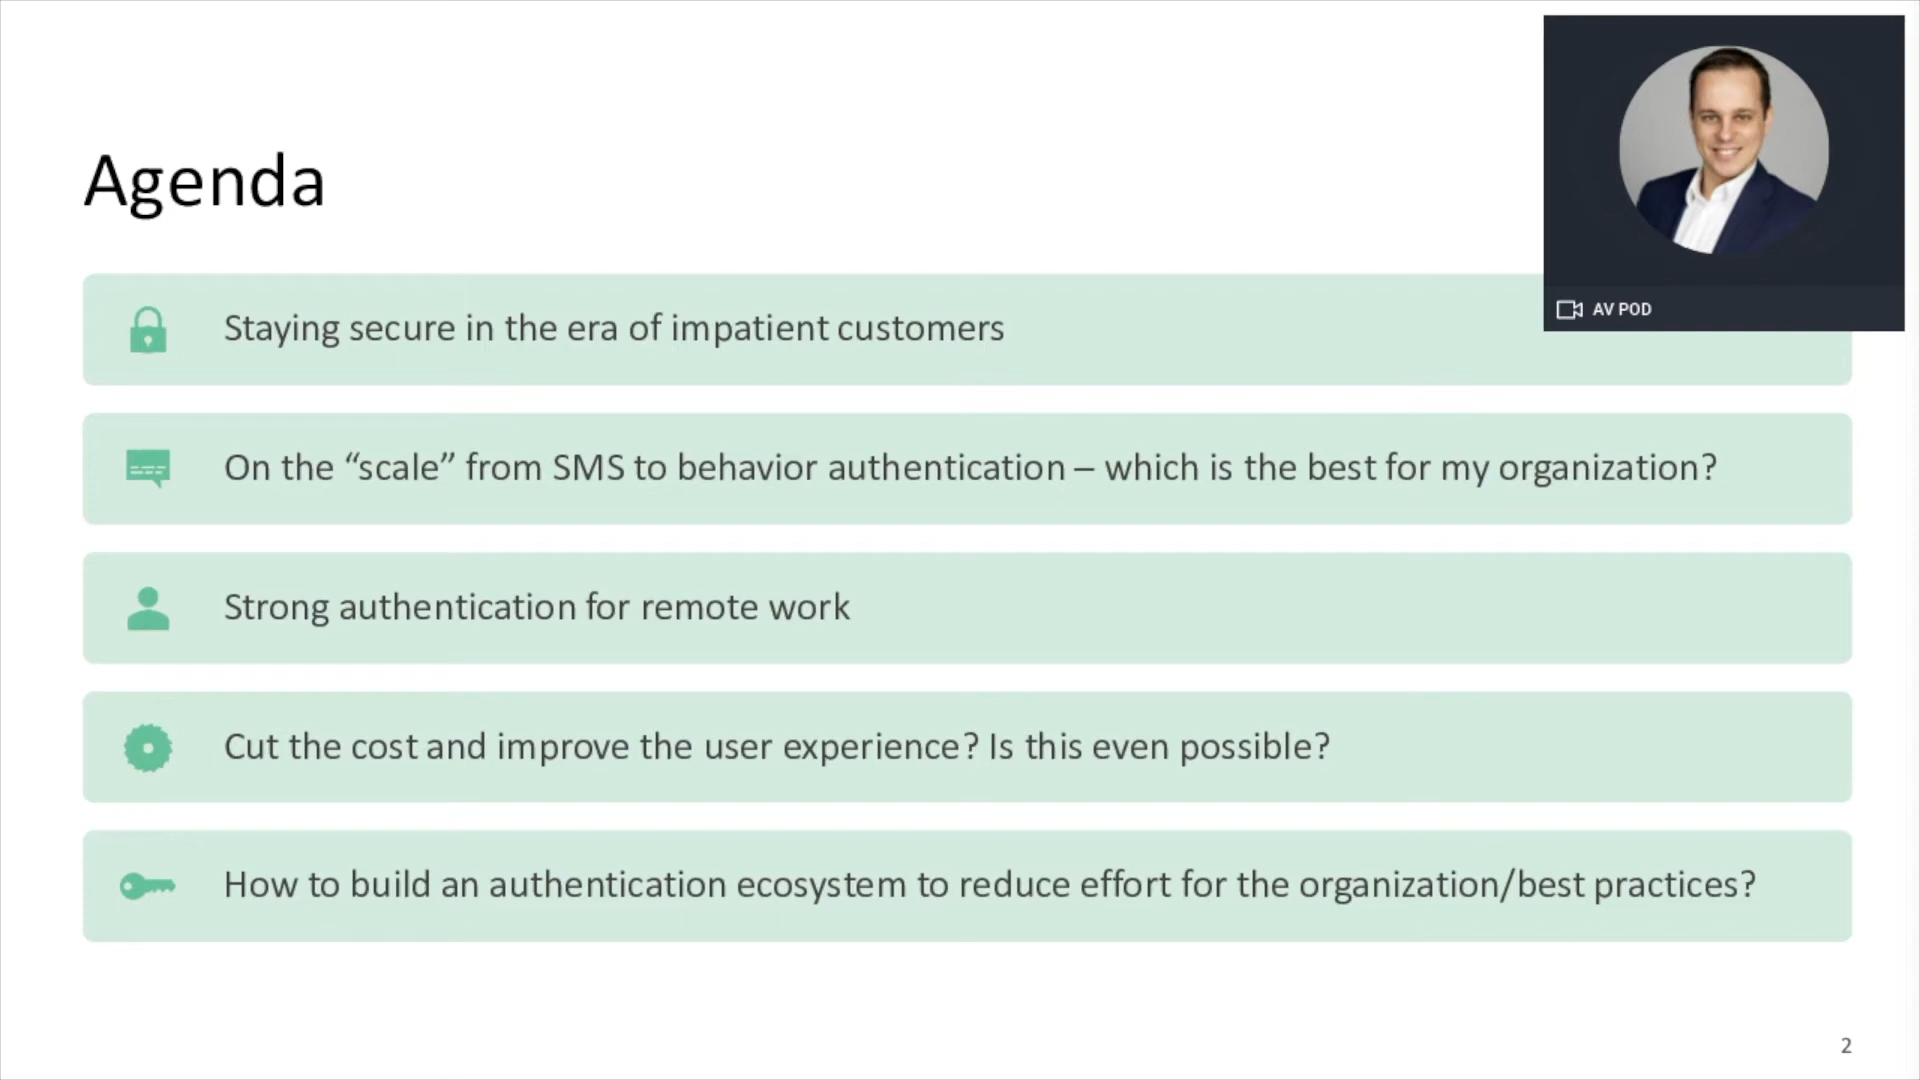 Agenda
AV POD
Staying secure in the era of impatient customers
On the “scale” from SMS to behavior authentication – which is the best for my organization?
Strong authentication for remote work
Cut the cost and improve the user experience? Is this even possible?
How to build an authentication ecosystem to reduce effort for the organization/best practices?
2